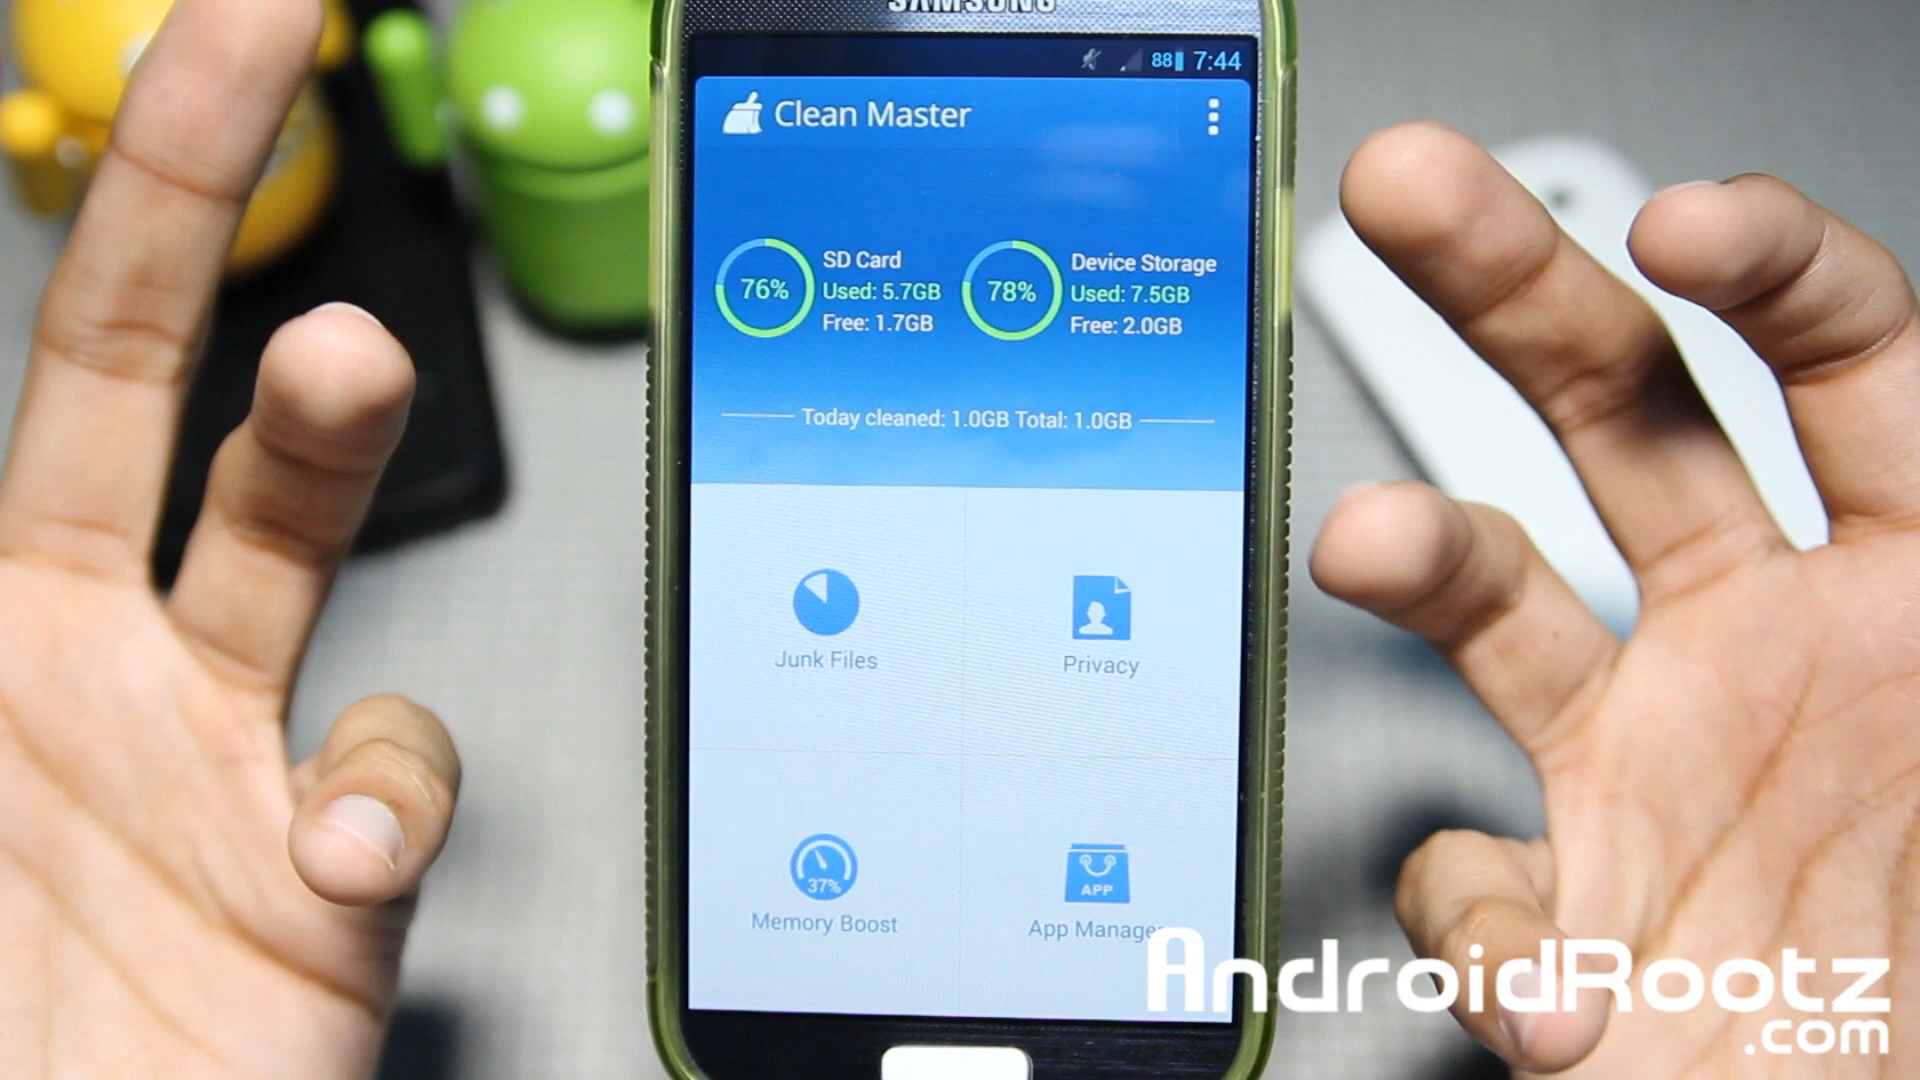 SAMSUNG
88 7:44
Clean Master
76%
SD Card
Used: 5.7GB
Free: 1.7GB
78%
Device Storage
Used: 7.5GB
Free: 2.0GB
Today cleaned: 1.0GB Total: 1.0GB
Junk Files
Privacy
37%
Memory Boost
APP
App Manager
AndroidRootz
.com